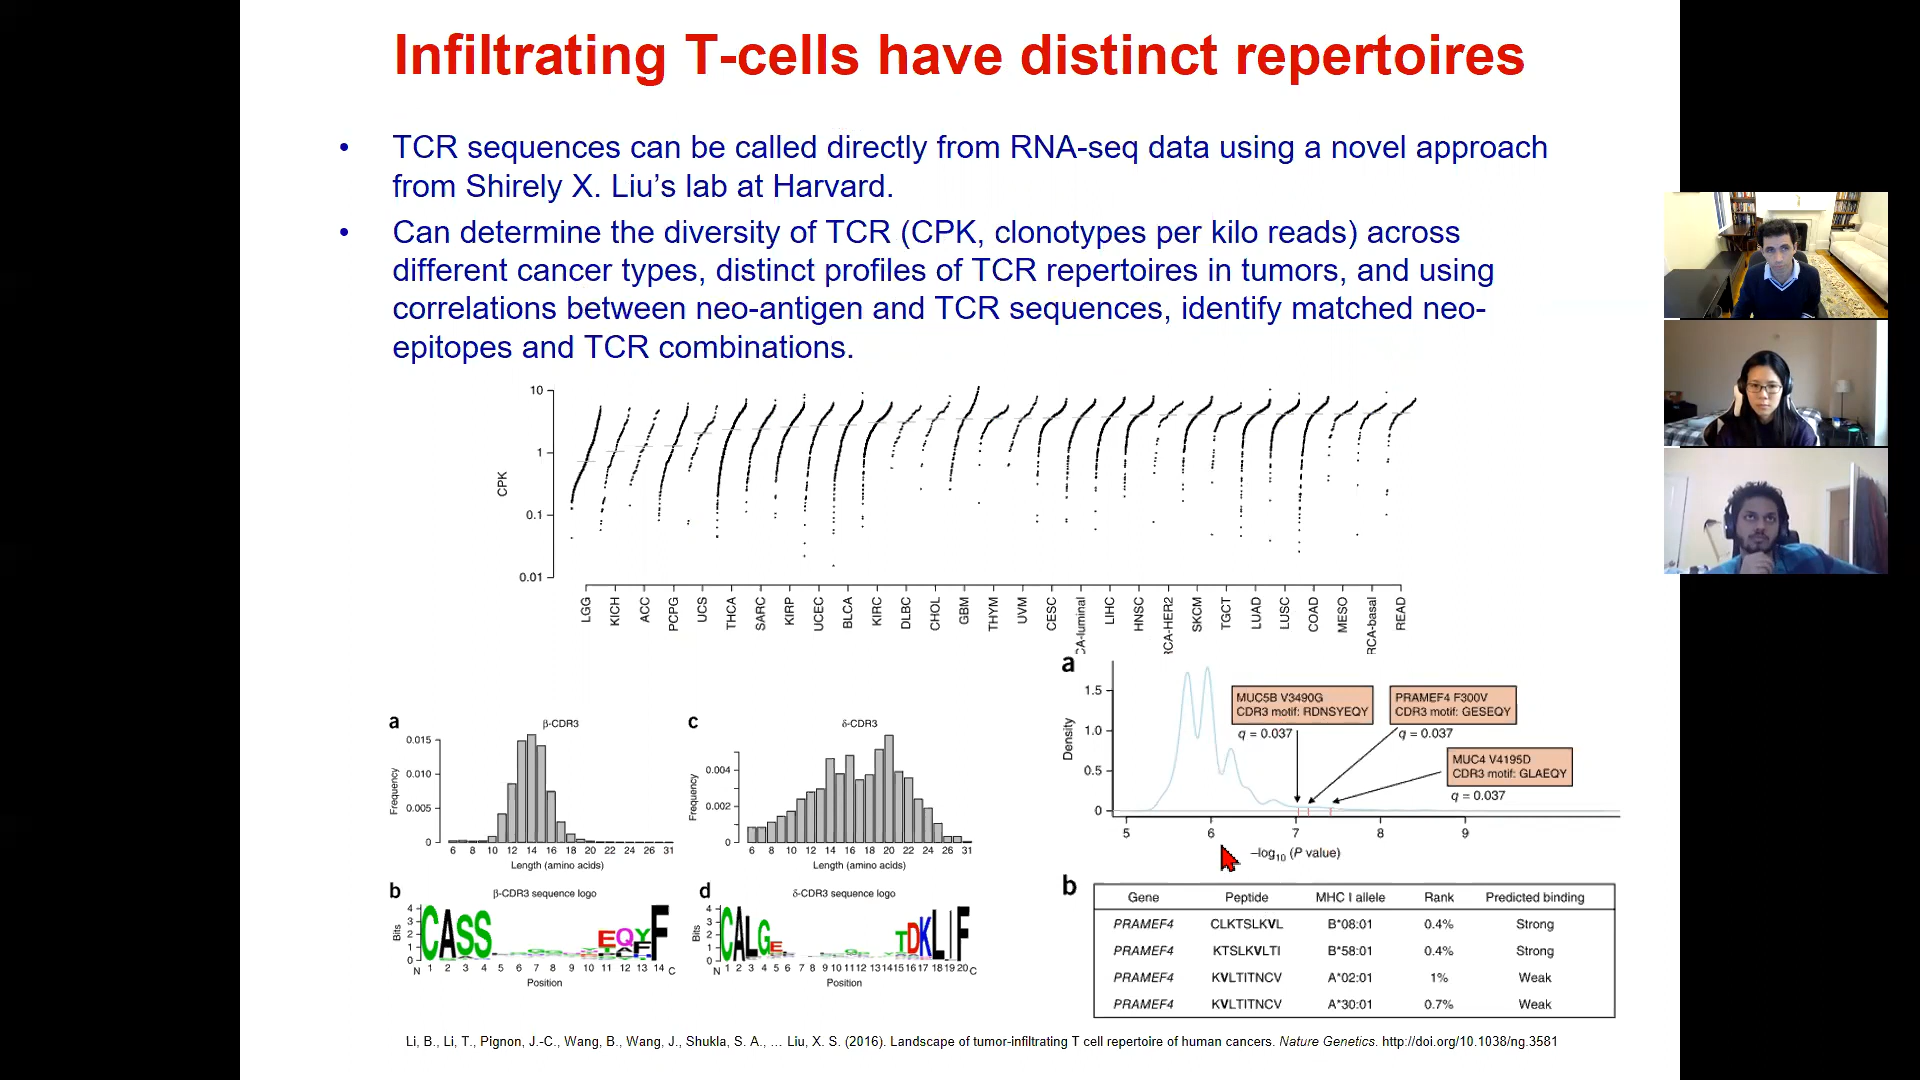 Infiltrating T-cells have distinct repertoires
• TCR sequences can be called directly from RNA-seq data using a novel approach
from Shirely X. Liu's lab at Harvard.
• Can determine the diversity of TCR (CPK, clonotypes per kilo reads) across
different cancer types, distinct profiles of TCR repertoires in tumors, and using
correlations between neo-antigen and TCR sequences, identify matched neo-
epitopes and TCR combinations.
10
1
0.1
0.01
CPK
LGG KICH ACC PCPG UCS THCA SARC KIRP UCEC BLCA KIRC DLBC CHOL GBM THYM UVM CESC CA-luminal LIHC HNSC RCA-HER2 SKCM TGCT LUAD LUSC COAD MESO RCA-basal READ
a
β-CDR3
0.015
0.010
0.005
0
Frequency
6 8 10 12 14 16 18 20 22 24 26 31
Length (amino acids)
c
δ-CDR3
0.004
0.002
0
Frequency
6 8 10 12 14 16 18 20 22 24 26 31
Length (amino acids)
b
β-CDR3 sequence logo
4
3
2
1
0
Bits
CASS EQYF
N 1 2 3 4 5 6 7 8 9 10 11 12 13 14 C
Position
d
δ-CDR3 sequence logo
4
3
2
1
0
Bits
CALGE TDKLIF
N 1 2 3 4 5 6 7 8 9 10 11 12 13 14 15 16 17 18 19 20 C
Position
a
1.5
1.0
0.5
0
Density
MUC5B V3490G
CDR3 motif: RDNSYEQY
q = 0.037
PRAMEF4 F300V
CDR3 motif: GESEQY
q = 0.037
MUC4 V4195D
CDR3 motif: GLAEQY
q = 0.037
5 6 7 8 9
–log10 (P value)
b
Gene Peptide MHC I allele Rank Predicted binding
PRAMEF4 CLKTSLKVL B*08:01 0.4% Strong
PRAMEF4 KTSLKVLTI B*58:01 0.4% Strong
PRAMEF4 KVLTITNCV A*02:01 1% Weak
PRAMEF4 KVLTITNCV A*30:01 0.7% Weak
Li, B., Li, T., Pignon, J.-C., Wang, B., Wang, J., Shukla, S. A., … Liu, X. S. (2016). Landscape of tumor-infiltrating T cell repertoire of human cancers. Nature Genetics. http://doi.org/10.1038/ng.3581